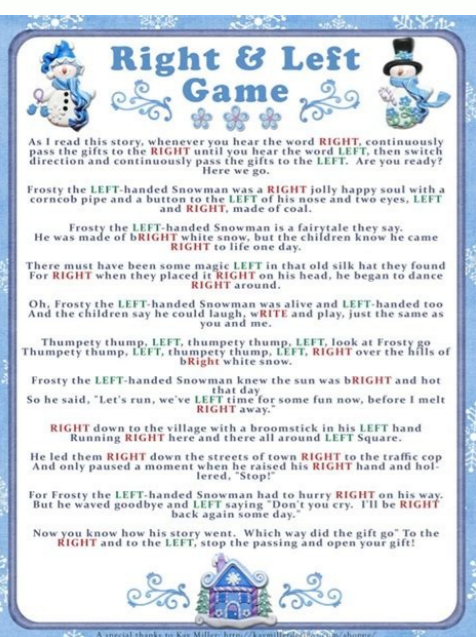 Right & Left
Game
As I read this story, whenever you hear the word RIGHT, continuously
pass the gifts to the RIGHT until you hear the word LEFT, then switch
direction and continuously pass the gifts to the LEFT. Are you ready?
Here we go.
Frosty the LEFT-handed Snowman was a RIGHT jolly happy soul with a
corncob pipe and a button to the LEFT of his nose and two eyes, LEFT
and RIGHT, made of coal.
Frosty the LEFT-handed Snowman is a fairytale they say.
He was made of bRIGHT white snow, but the children know he came
RIGHT to life one day.
There must have been some magic LEFT in that old silk hat they found
For RIGHT when they placed it RIGHT on his head, he began to dance
RIGHT around.
Oh, Frosty the LEFT-handed Snowman was alive and LEFT-handed too
And the children say he could laugh, wRITE and play, just the same as
you and me.
Thumpety thump, LEFT, thumpety thump, LEFT, look at Frosty go
Thumpety thump, LEFT, thumpety thump, LEFT, RIGHT over the hills of
bRight white snow.
Frosty the LEFT-handed Snowman knew the sun was bRIGHT and hot
that day
So he said, "Let's run, we've LEFT time for some fun now, before I melt
RIGHT away."
RIGHT down to the village with a broomstick in his LEFT hand
Running RIGHT here and there all around LEFT Square.
He led them RIGHT down the streets of town RIGHT to the traffic cop
And only paused a moment when he raised his RIGHT hand and hol-
lered, "Stop!"
For Frosty the LEFT-handed Snowman had to hurry RIGHT on his way.
But he waved goodbye and LEFT saying "Don't you cry. I'll be RIGHT
back again some day."
Now you know how his story went. Which way did the gift go" To the
RIGHT and to the LEFT, stop the passing and open your gift!
A special thanks to Kay Miller: